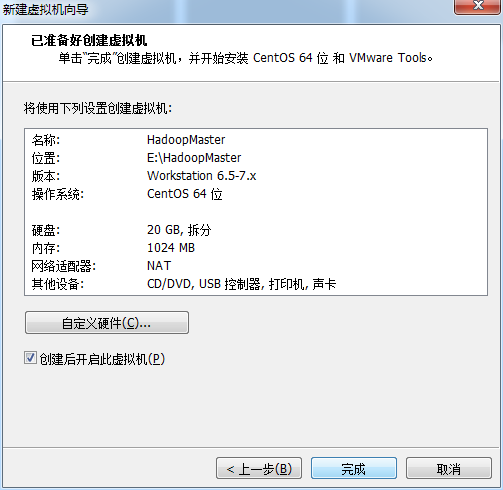 新建虚拟机向导
已准备好创建虚拟机
单击“完成”创建虚拟机，并开始安装 CentOS 64 位 和 VMware Tools。
将使用下列设置创建虚拟机:
名称: HadoopMaster
位置: E:\HadoopMaster
版本: Workstation 6.5-7.x
操作系统: CentOS 64 位
硬盘: 20 GB, 拆分
内存: 1024 MB
网络适配器: NAT
其他设备: CD/DVD, USB 控制器, 打印机, 声卡
自定义硬件(C)...
创建后开启此虚拟机(P)
< 上一步(B) 完成 取消